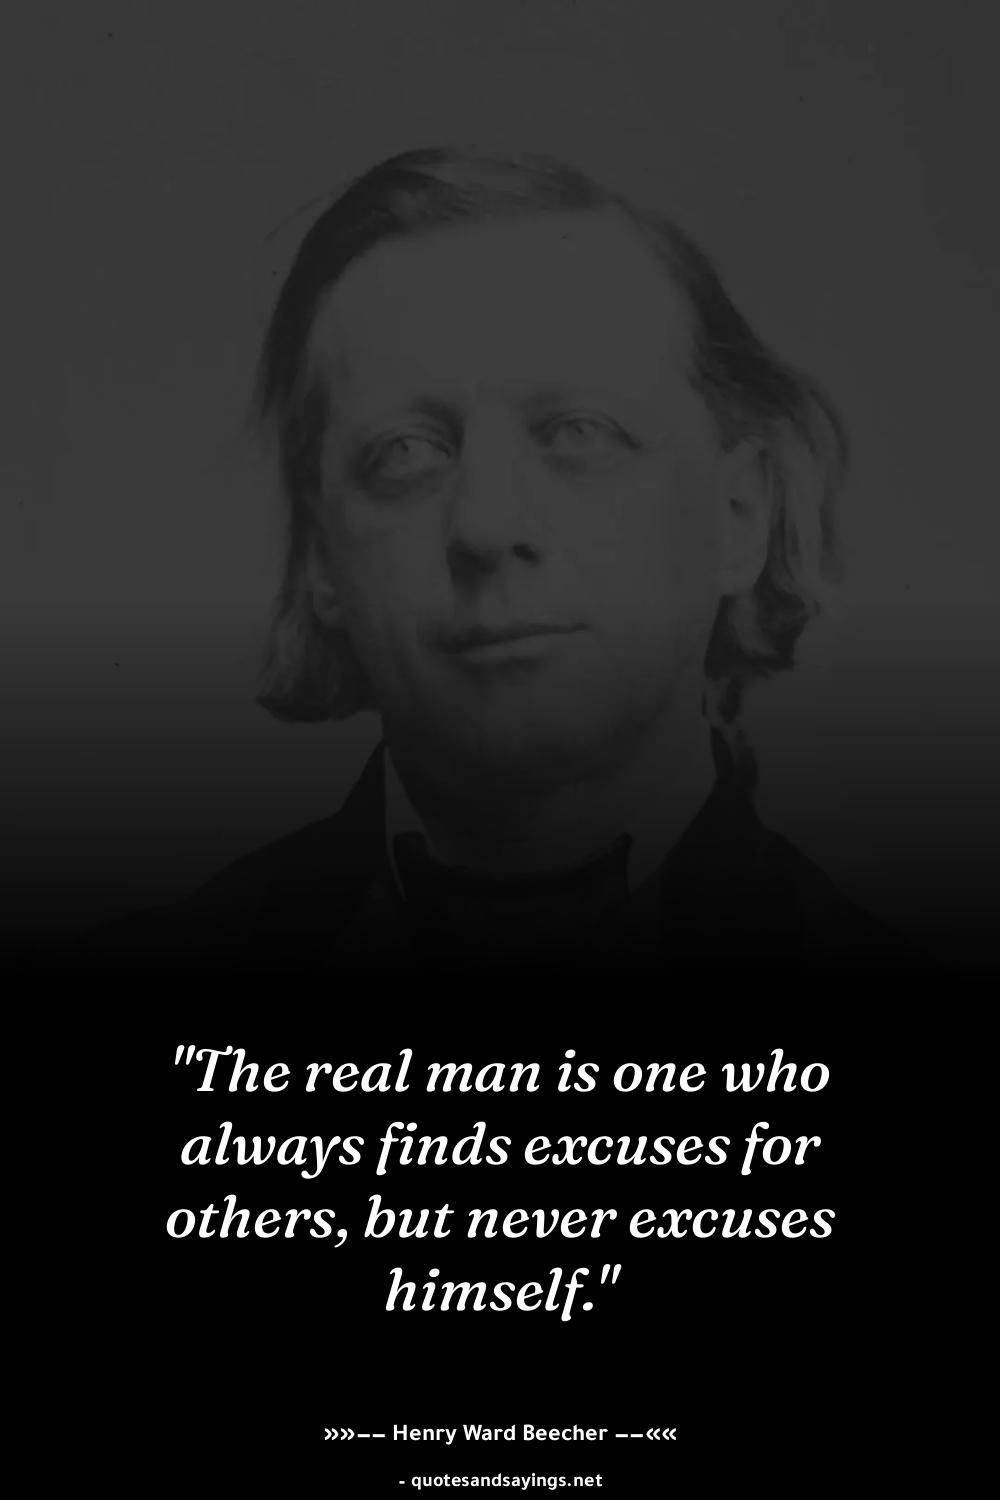 "The real man is one who
always finds excuses for
others, but never excuses
himself."
»»−− Henry Ward Beecher −−««
- quotesandsayings.net